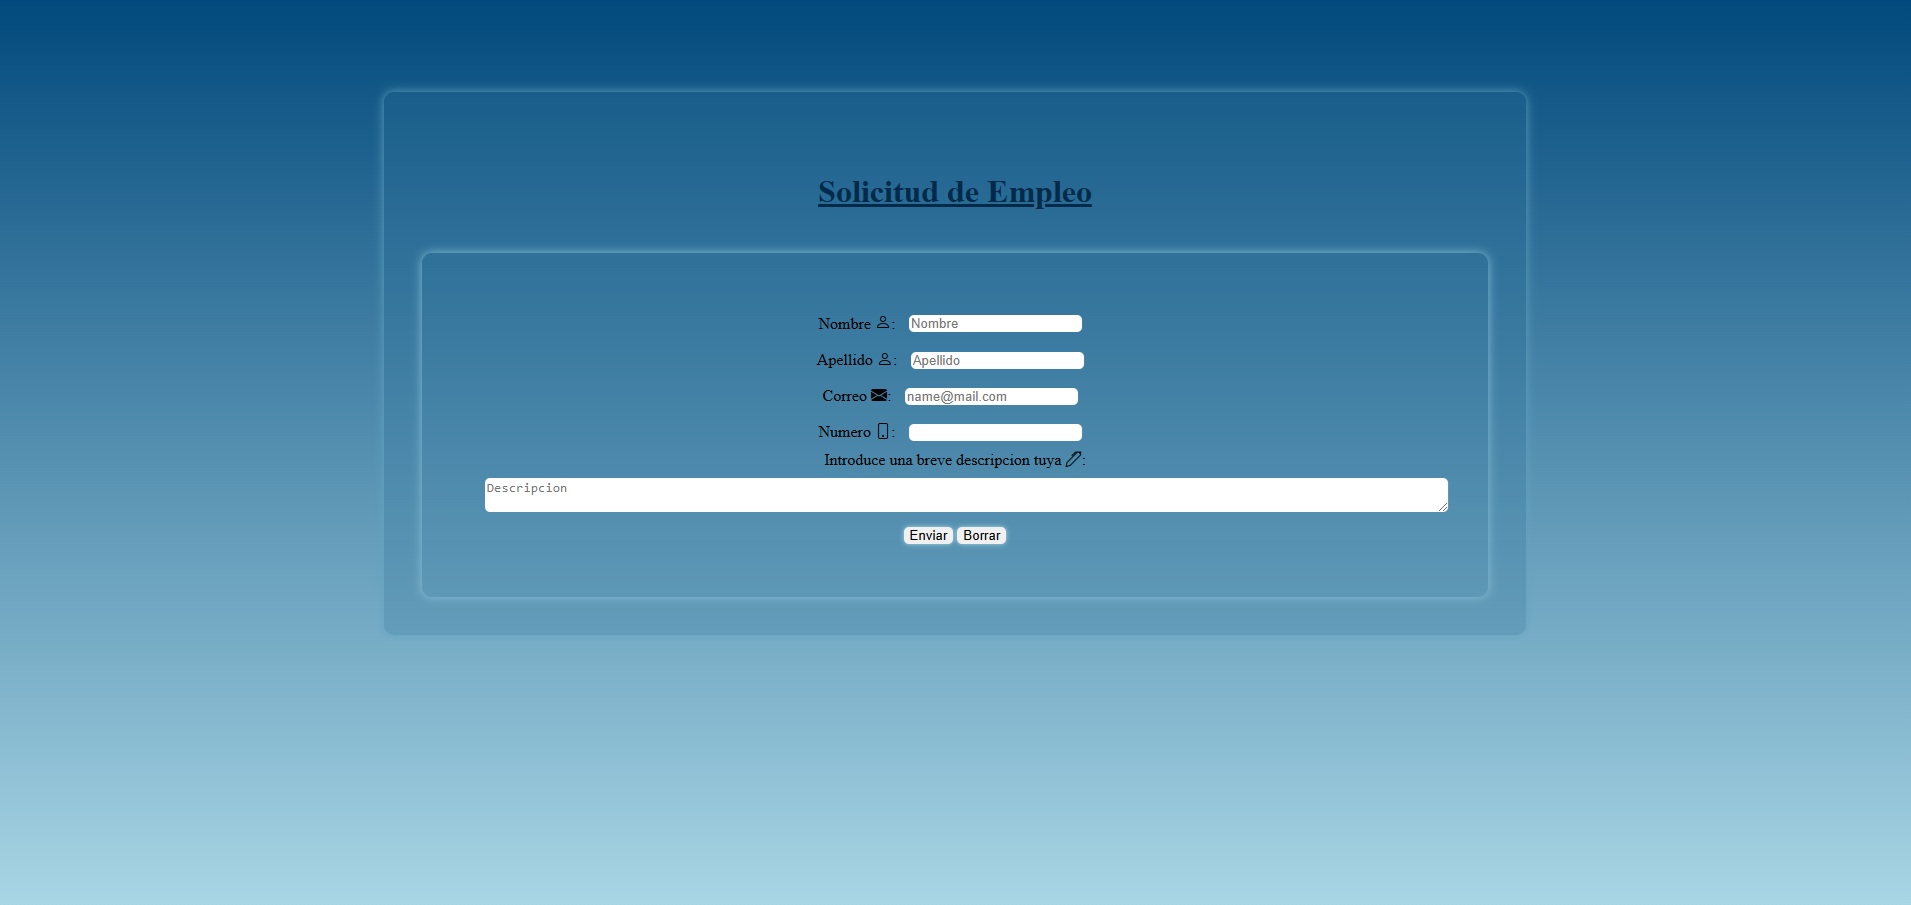 Solicitud de Empleo
Nombre : Nombre
Apellido : Apellido
Correo : name@mail.com
Numero :
Introduce una breve descripcion tuya :
Descripcion
Enviar Borrar